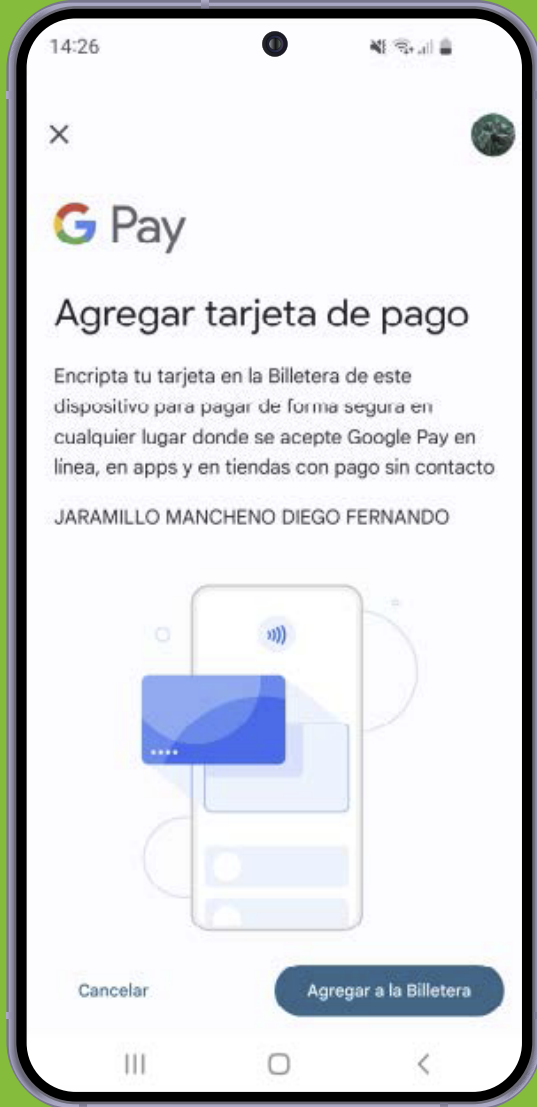 14:26
G Pay
Agregar tarjeta de pago
Encripta tu tarjeta en la Billetera de este
dispositivo para pagar de forma segura en
cualquier lugar donde se acepte Google Pay en
línea, en apps y en tiendas con pago sin contacto
JARAMILLO MANCHENO DIEGO FERNANDO
Cancelar
Agregar a la Billetera